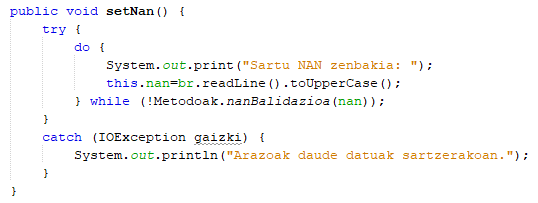 public void setNan() {
    try {
        do {
            System.out.print("Sartu NAN zenbakia: ");
            this.nan=br.readLine().toUpperCase();
        } while (!Metodoak.nanBalidazioa(nan));
    }
    catch (IOException gaizki) {
        System.out.println("Arazoak daude datuak sartzerakoan.");
    }
}